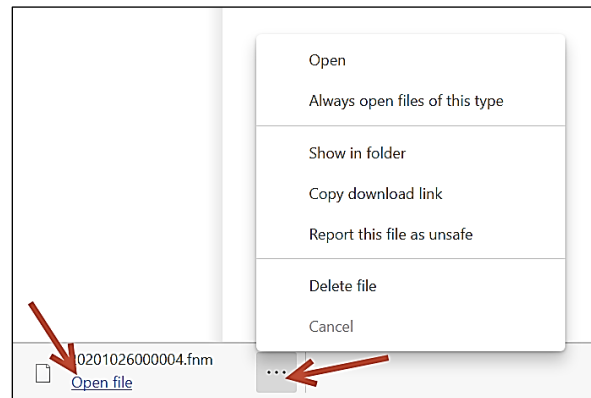 Open
Always open files of this type
Show in folder
Copy download link
Report this file as unsafe
Delete file
Cancel
20201026000004.fnm
Open file
...